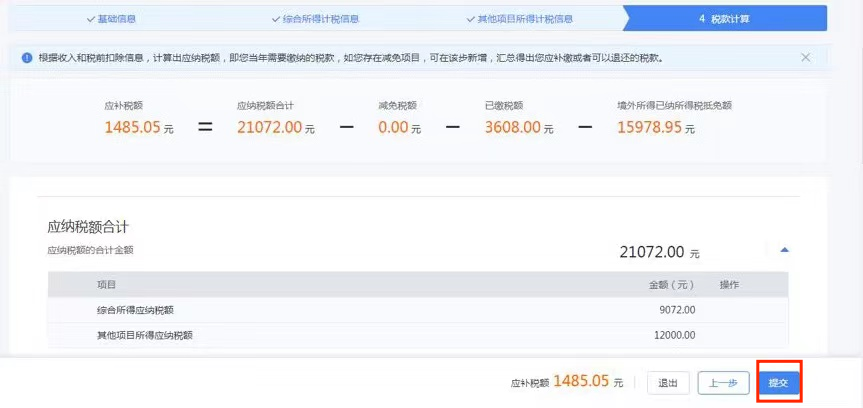 基础信息 综合所得计税信息 其他项目所得计税信息 4 税款计算
根据收入和税前扣除信息，计算出应纳税额，即您当年需要缴纳的税款，如您存在减免项目，可在该步新增，汇总得出您应补缴或者可以退还的税款。
应补税额 应纳税额合计 减免税额 已缴税额 境外所得已纳所得税抵免额
1485.05 元 = 21072.00 元 — 0.00 元 — 3608.00 元 — 15978.95 元
应纳税额合计
应纳税额的合计金额
21072.00 元
项目 金额（元） 操作
综合所得应纳税额 9072.00
其他项目所得应纳税额 12000.00
应补税额 1485.05 元 退出 上一步 提交